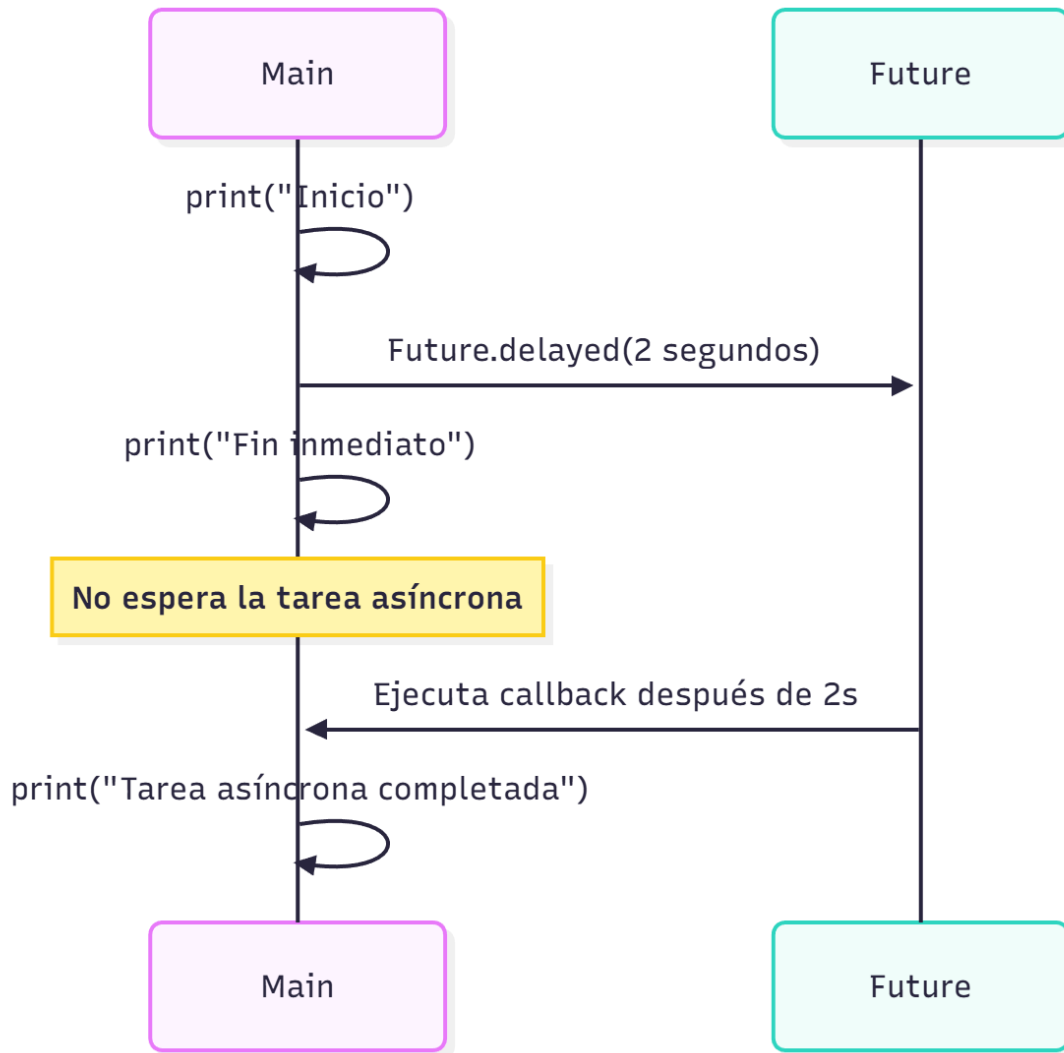 Main
Future
print("Inicio")
Future.delayed(2 segundos)
print("Fin inmediato")
No espera la tarea asíncrona
Ejecuta callback después de 2s
print("Tarea asíncrona completada")
Main
Future